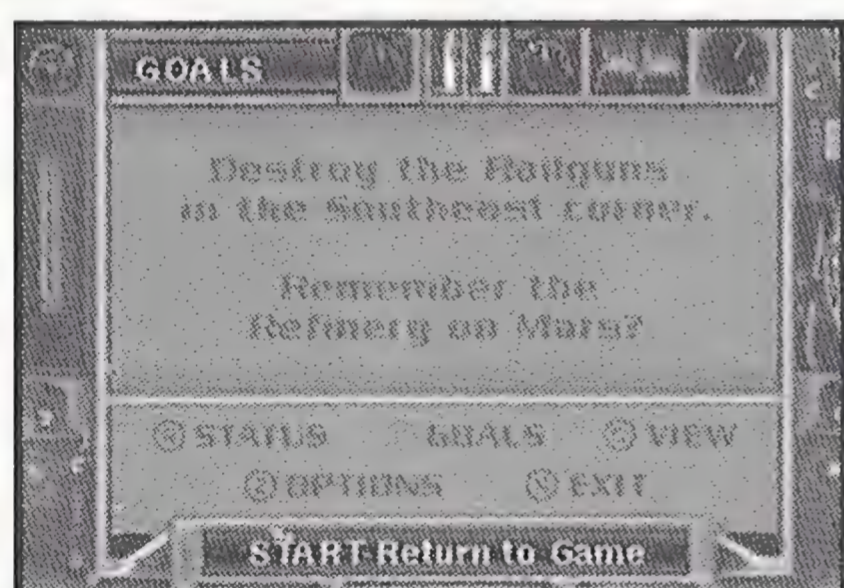 GOALS
Destroy the Railguns
in the Southeast corner.
Remember the
Refinery on Mars?
STATUS GOALS VIEW
OPTIONS EXIT
START-Return to Game